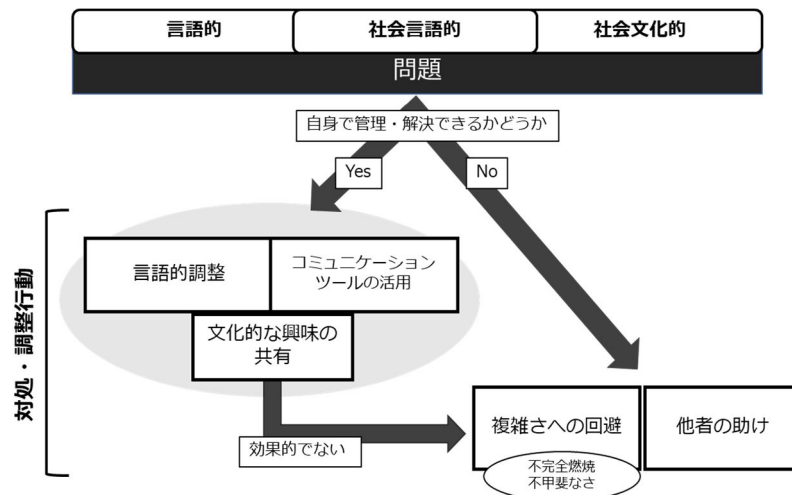 言語的
社会言語的
社会文化的
問題
自身で管理・解決できるかどうか
Yes
No
対処・調整行動
言語的調整
コミュニケーション
ツールの活用
文化的な興味の
共有
効果的でない
複雑さへの回避
他者の助け
不完全燃焼
不甲斐なさ